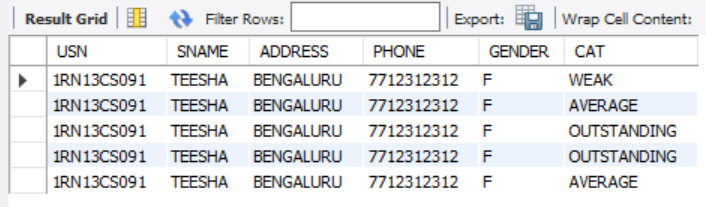 Result Grid Filter Rows: Export: Wrap Cell Content:
USN SNAME ADDRESS PHONE GENDER CAT
1RN13CS091 TEESHA BENGALURU 7712312312 F WEAK
1RN13CS091 TEESHA BENGALURU 7712312312 F AVERAGE
1RN13CS091 TEESHA BENGALURU 7712312312 F OUTSTANDING
1RN13CS091 TEESHA BENGALURU 7712312312 F OUTSTANDING
1RN13CS091 TEESHA BENGALURU 7712312312 F AVERAGE